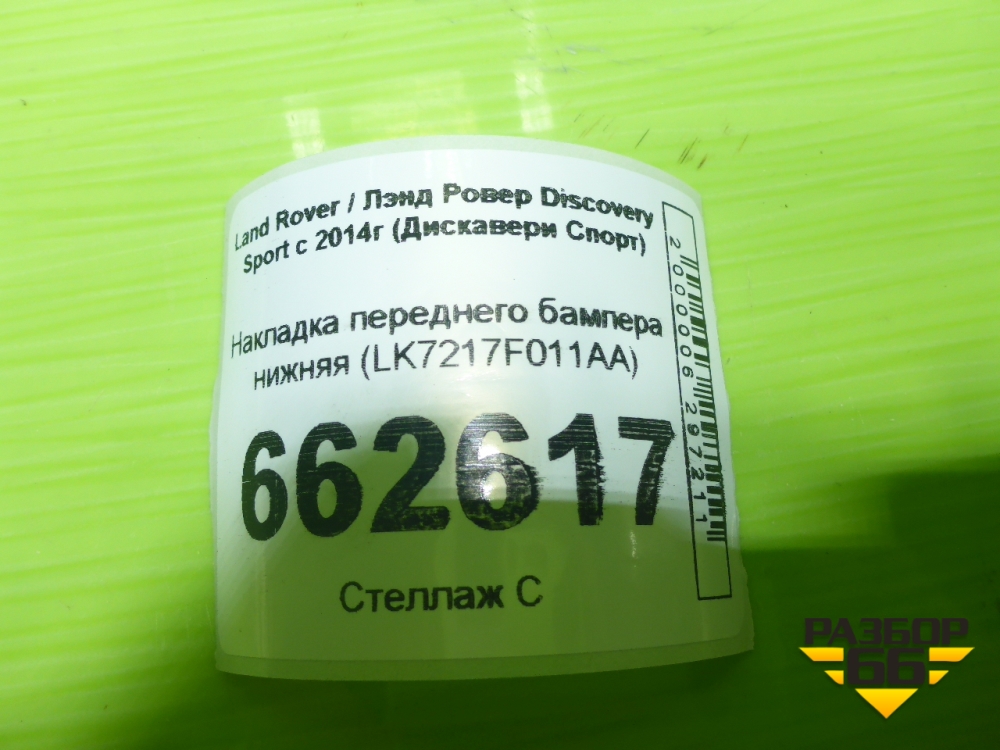 Land Rover / Лэнд Ровер Discovery
Sport с 2014г (Дискавери Спорт)
Накладка переднего бампера
нижняя (LK7217F011AA)
662617
Стеллаж С
2000006297211
РАЗБОР
66